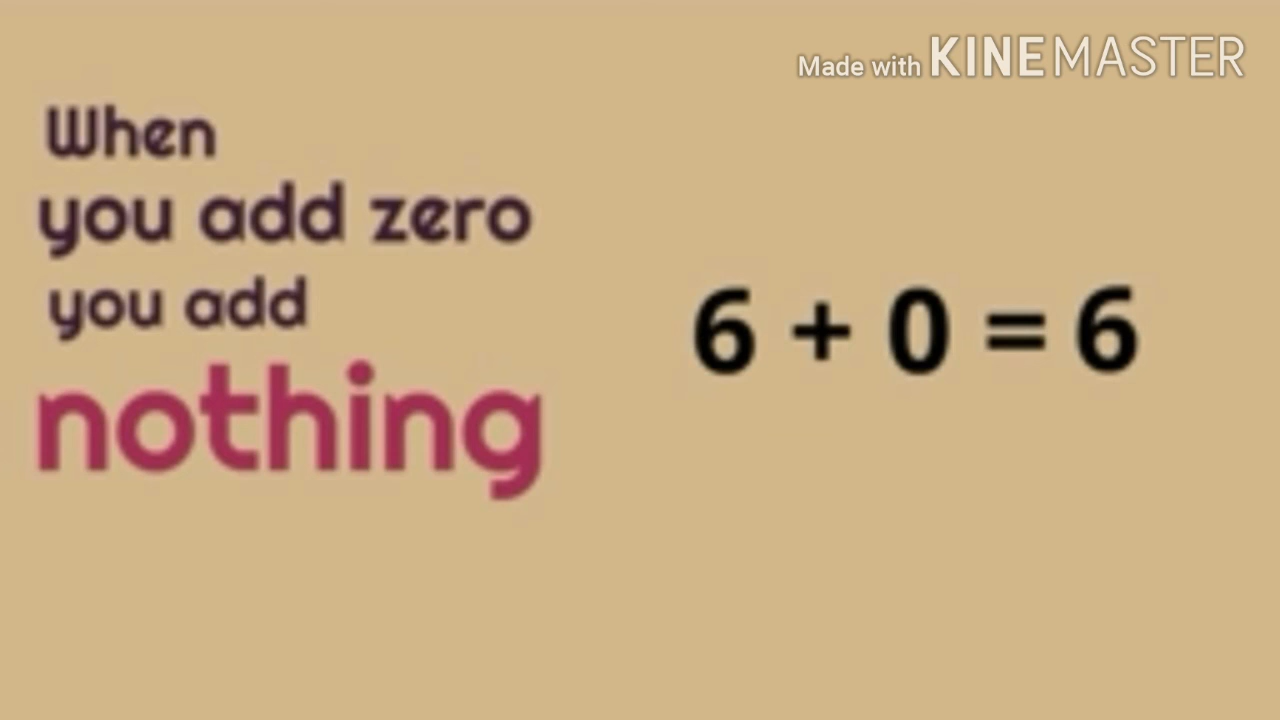 Made with KINEMASTER
When
you add zero
you add
nothing
6 + 0 = 6